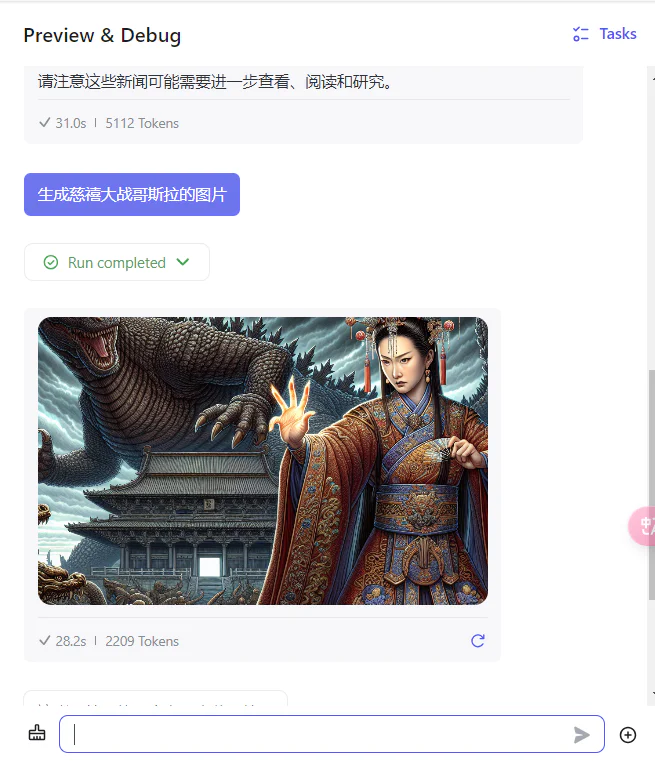 Preview & Debug
Tasks
请注意这些新闻可能需要进一步查看、阅读和研究。
31.0s | 5112 Tokens
生成慈禧大战哥斯拉的图片
Run completed
28.2s | 2209 Tokens